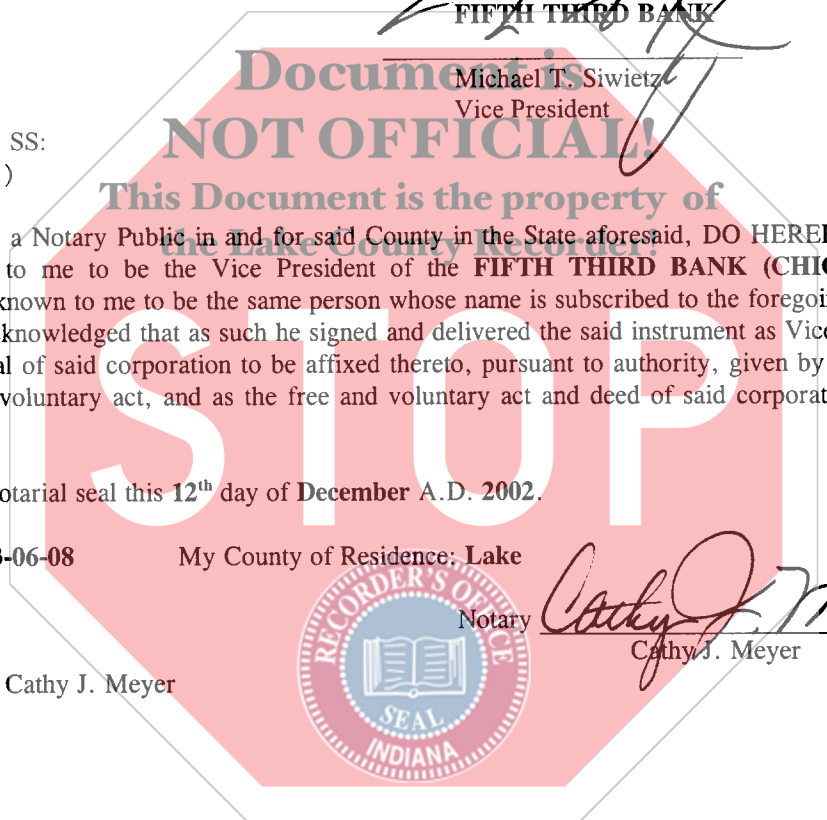 FIFTH THIRD BANK
Michael T. Siwietz
Vice President
SS:
)
Document is
NOT OFFICIAL!
This Document is the property of
the Lake County Recorder!
a Notary Public in and for said County in the State aforesaid, DO
to me to be the Vice President of the FIFTH THIRD BANK
known to me to be the same person whose name is subscribed to the
knowledged that as such he signed and delivered the said instrument as Vice
al of said corporation to be affixed thereto, pursuant to authority, given by
voluntary act, and as the free and voluntary act and deed of said
STOP
otarial seal this 12th day of December A.D. 2002.
-06-08 My County of Residence: Lake
Notary Cathy J. M
Cathy J. Meyer
Cathy J. Meyer
RECORDER'S OFFICE
SEAL
INDIANA